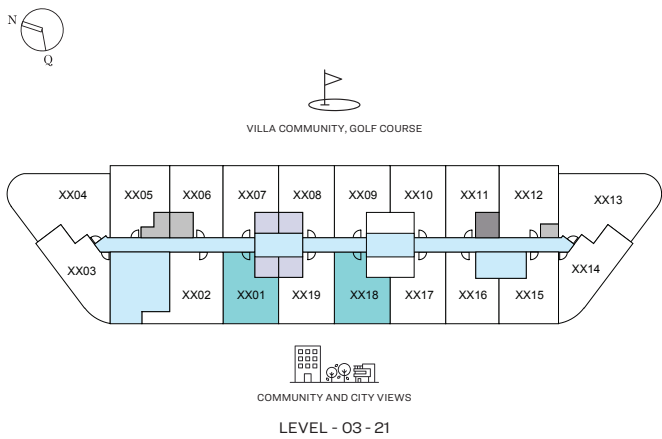 N
Q
VILLA COMMUNITY, GOLF COURSE
XX04 XX05 XX06 XX07 XX08 XX09 XX10 XX11 XX12 XX13
XX03 XX14
XX02 XX01 XX19 XX18 XX17 XX16 XX15
COMMUNITY AND CITY VIEWS
LEVEL - 03 - 21